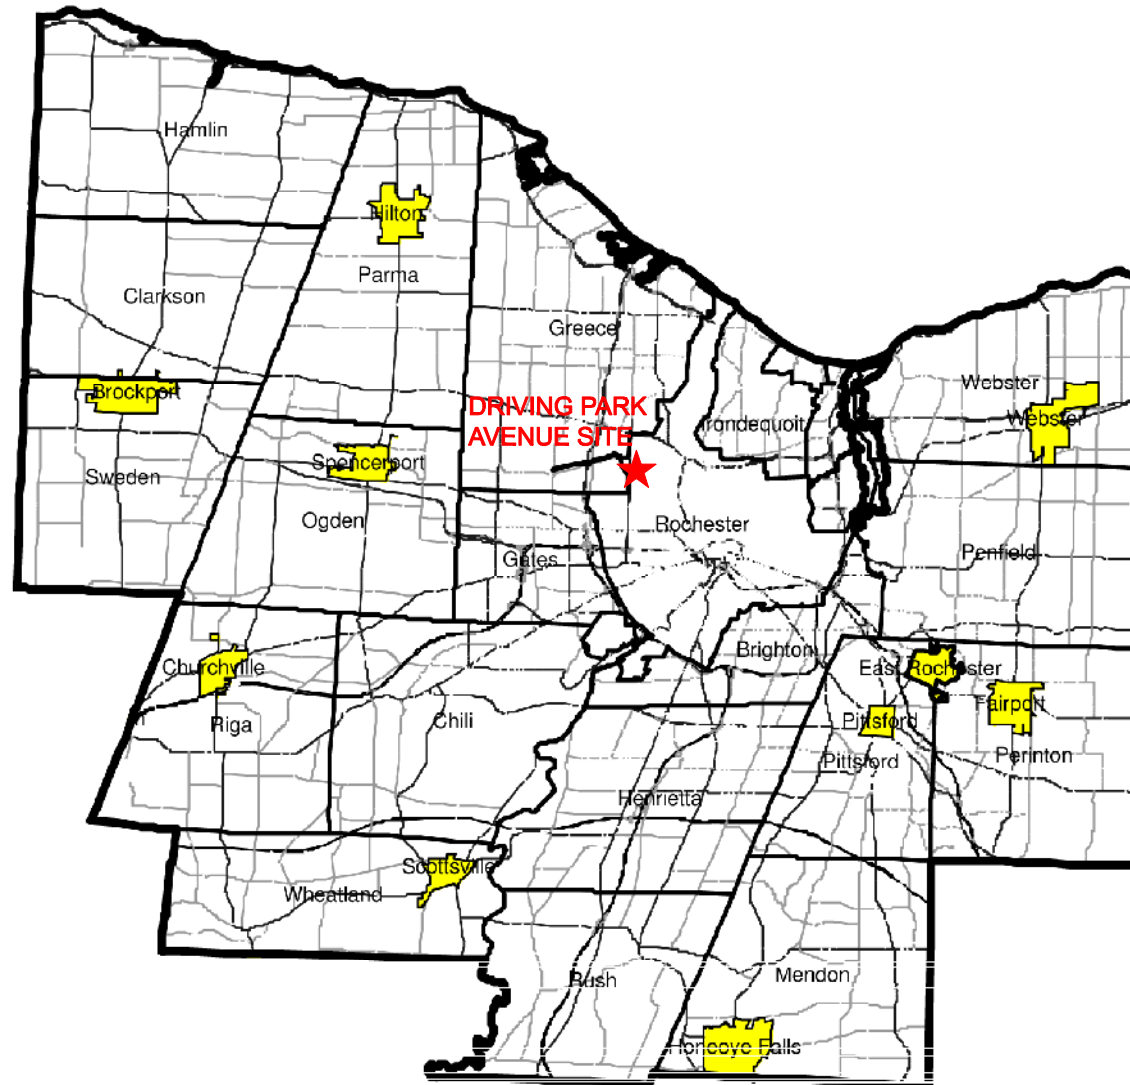 Hamlin
Hilton
Parma
Clarkson
Greece
Webster
Brockport
DRIVING PARK
AVENUE SITE
Webster
Irondequoit
Spencerport
Sweden
Ogden
Rochester
Gates
Penfield
Brighton
Churchville
East Rochester
Fairport
Riga
Chili
Pittsford
Pittsford
Perinton
Henrietta
Scottsville
Wheatland
Rush
Mendon
Honeoye Falls